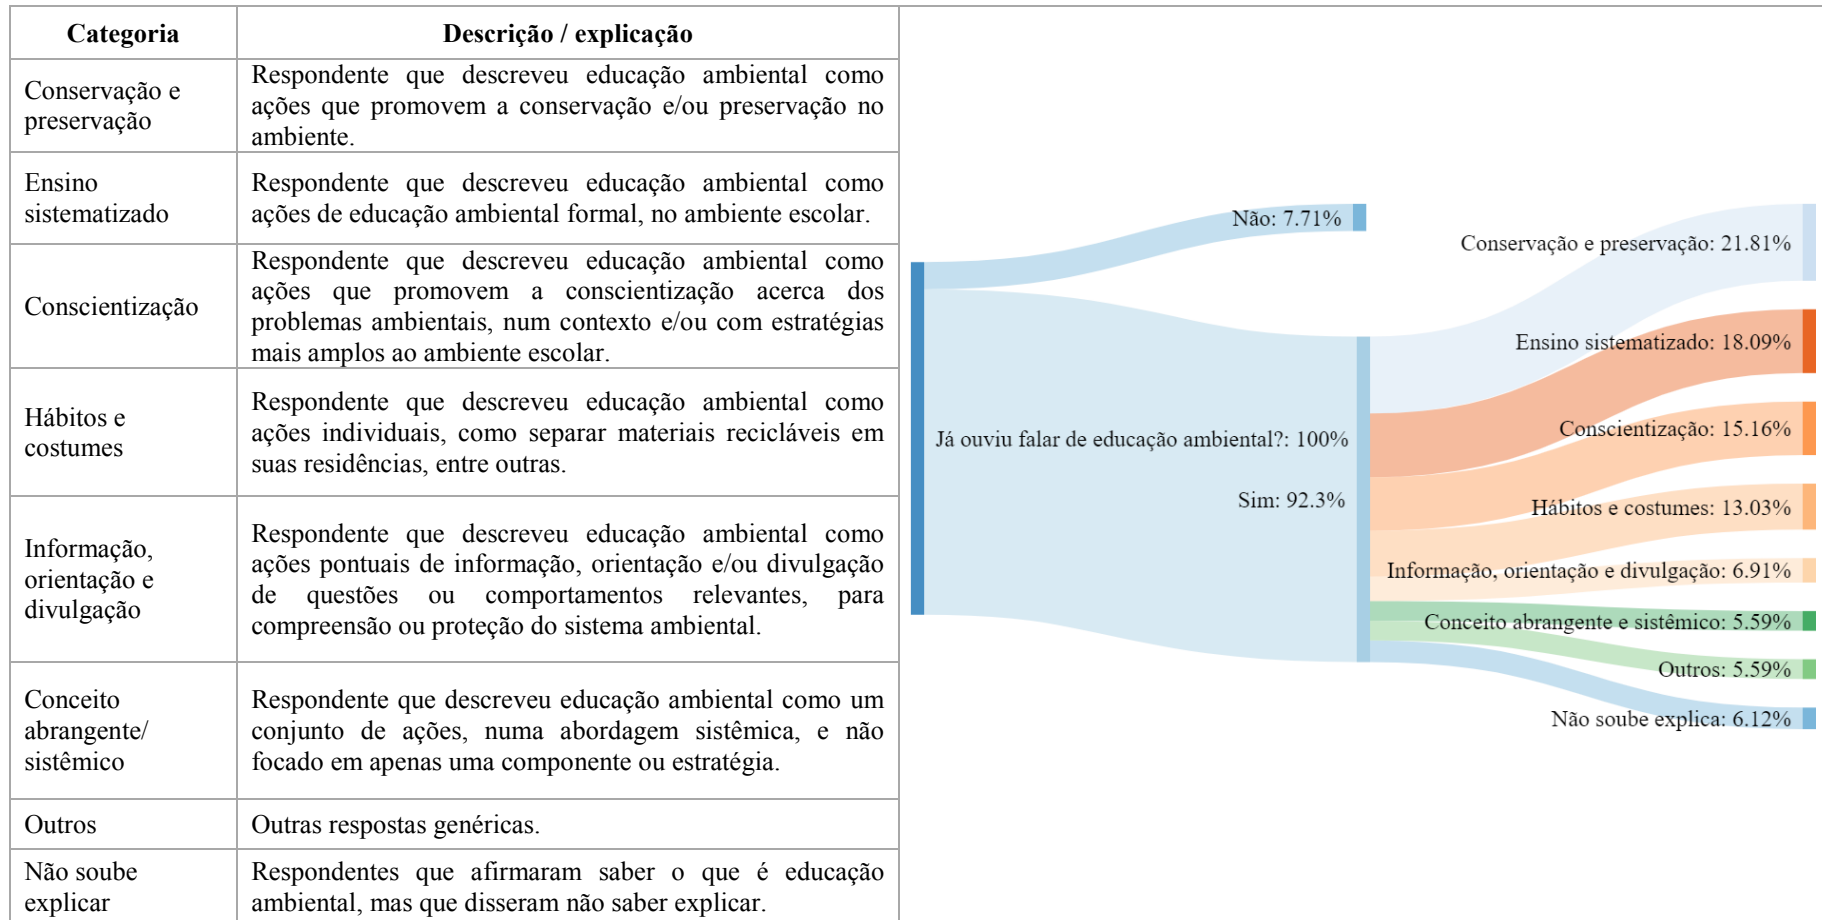 Categoria
Descrição / explicação
Conservação e
preservação
Respondente que descreveu educação ambiental como
ações que promovem a conservação e/ou preservação no
ambiente.
Ensino
sistematizado
Respondente que descreveu educação ambiental como
ações de educação ambiental formal, no ambiente escolar.
Conscientização
Respondente que descreveu educação ambiental como
ações que promovem a conscientização acerca dos
problemas ambientais, num contexto e/ou com estratégias
mais amplos ao ambiente escolar.
Hábitos e
costumes
Respondente que descreveu educação ambiental como
ações individuais, como separar materiais recicláveis em
suas residências, entre outras.
Informação,
orientação e
divulgação
Respondente que descreveu educação ambiental como
ações pontuais de informação, orientação e/ou divulgação
de questões ou comportamentos relevantes, para
compreensão ou proteção do sistema ambiental.
Conceito
abrangente/
sistêmico
Respondente que descreveu educação ambiental como um
conjunto de ações, numa abordagem sistêmica, e não
focado em apenas uma componente ou estratégia.
Outros
Outras respostas genéricas.
Não soube
explicar
Respondentes que afirmaram saber o que é educação
ambiental, mas que disseram não saber explicar.
Já ouviu falar de educação ambiental?: 100%
Não: 7.71%
Sim: 92.3%
Conservação e preservação: 21.81%
Ensino sistematizado: 18.09%
Conscientização: 15.16%
Hábitos e costumes: 13.03%
Informação, orientação e divulgação: 6.91%
Conceito abrangente e sistêmico: 5.59%
Outros: 5.59%
Não soube explica: 6.12%